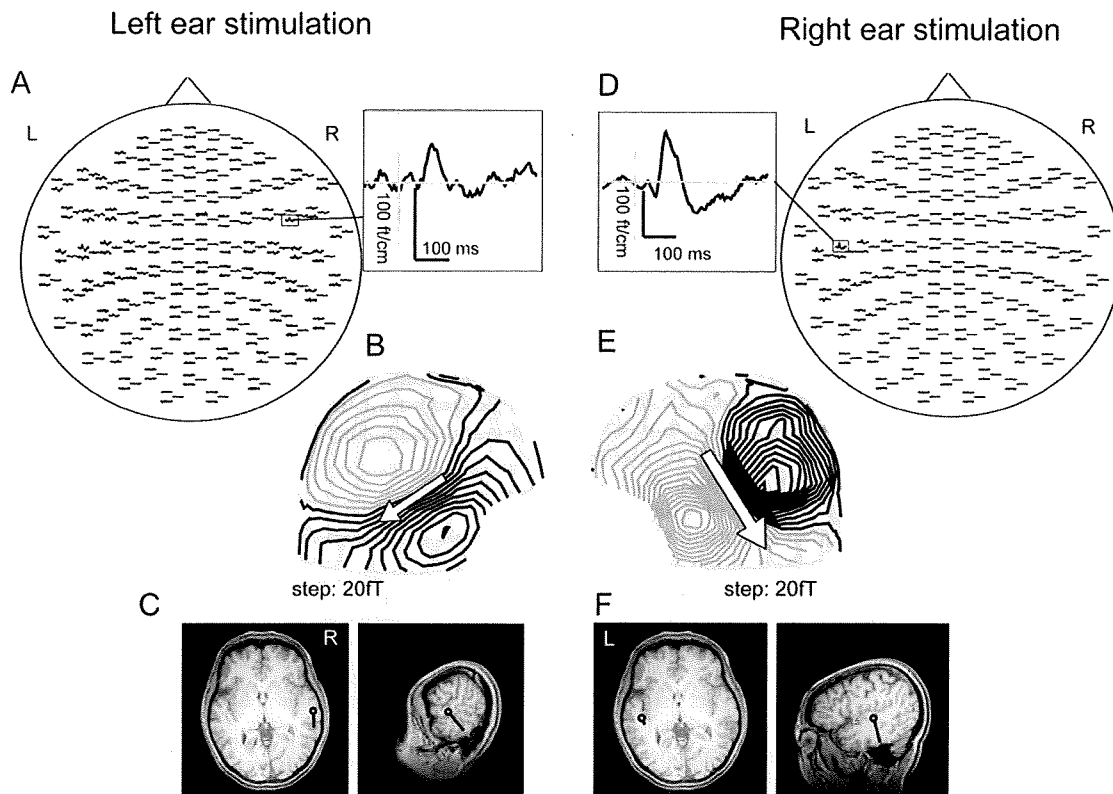 Left ear stimulation
Right ear stimulation
A
L
R
100 ft/cm
100 ms
D
100 ft/cm
100 ms
L
R
B
step: 20fT
E
step: 20fT
C
R
F
L